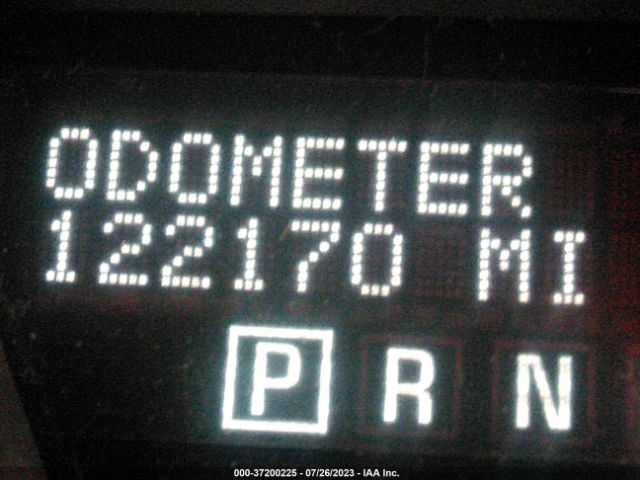 ODOMETER
122170 MI
P R N
000-37200225 - 07/26/2023 - IAA Inc.